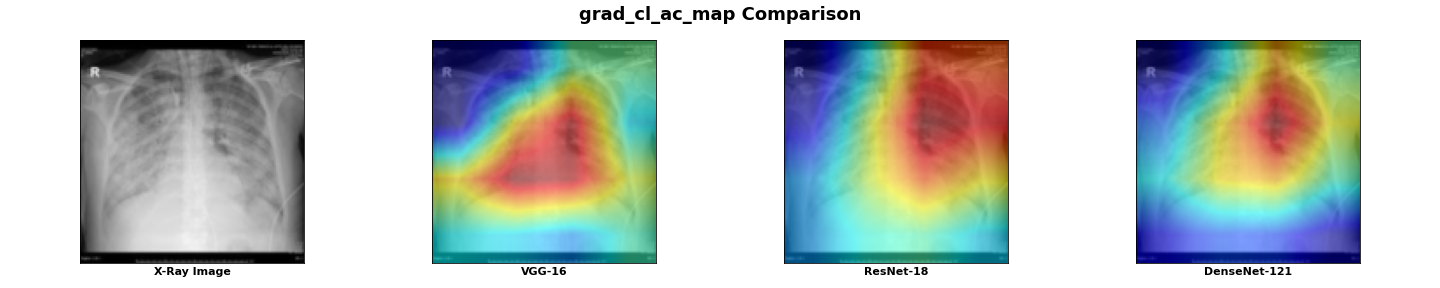 grad_cl_ac_map Comparison
R
R
R
R
X-Ray Image
VGG-16
ResNet-18
DenseNet-121